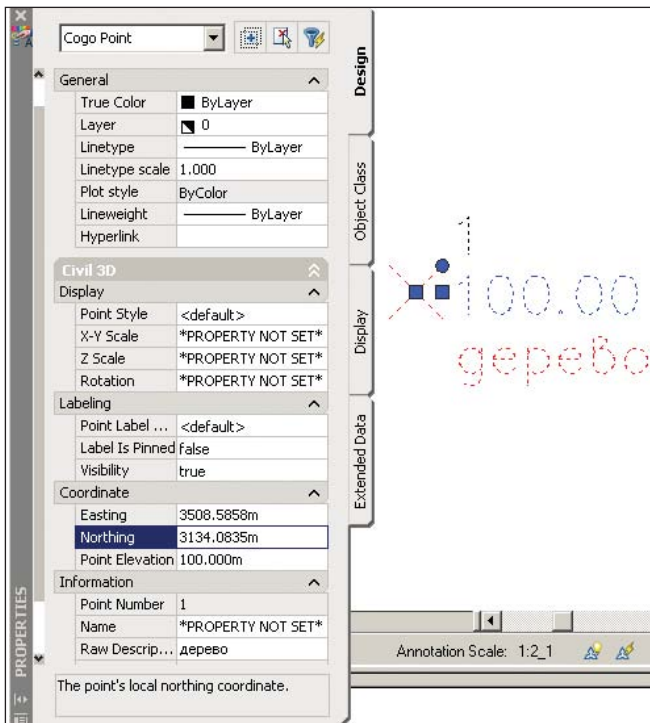 Cogo Point
General
True Color ByLayer
Layer 0
Linetype ByLayer
Linetype scale 1.000
Plot style ByColor
Lineweight ByLayer
Hyperlink
Civil 3D
Display
Point Style <default>
X-Y Scale *PROPERTY NOT SET*
Z Scale *PROPERTY NOT SET*
Rotation *PROPERTY NOT SET*
Labeling
Point Label ... <default>
Label Is Pinned false
Visibility true
Coordinate
Easting 3508.5858m
Northing 3134.0835m
Point Elevation 100.000m
Information
Point Number 1
Name *PROPERTY NOT SET*
Raw Descrip... дерево
The point's local northing coordinate.
PROPERTIES
Design
Object Class
Display
Extended Data
1
100.00
дерево
Annotation Scale: 1:2_1